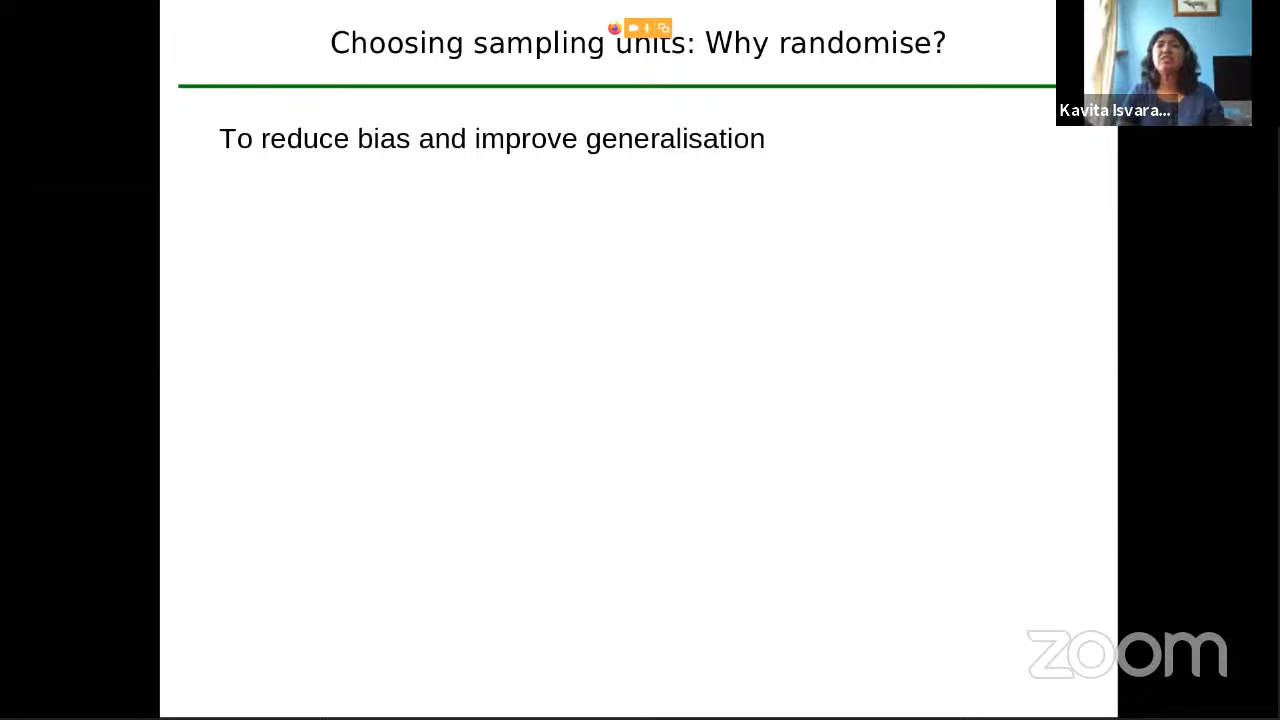 Choosing sampling units: Why randomise?
Kavita Isvara...
To reduce bias and improve generalisation
zoom